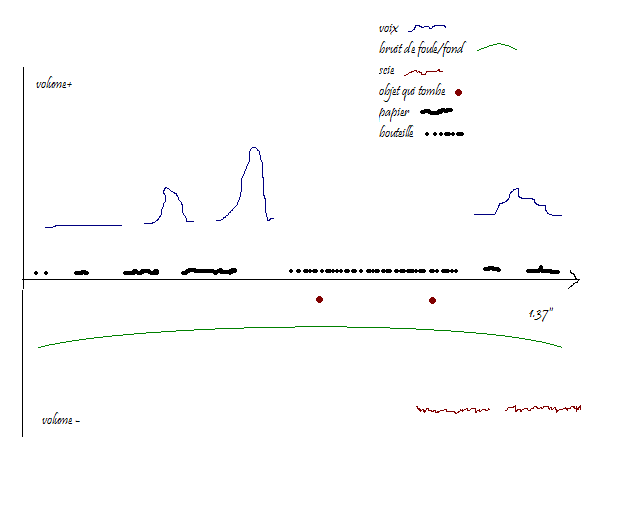 voix
bruit de foule/fond
scie
objet qui tombe
papier
bouteille
volume+
1.37"
volume -